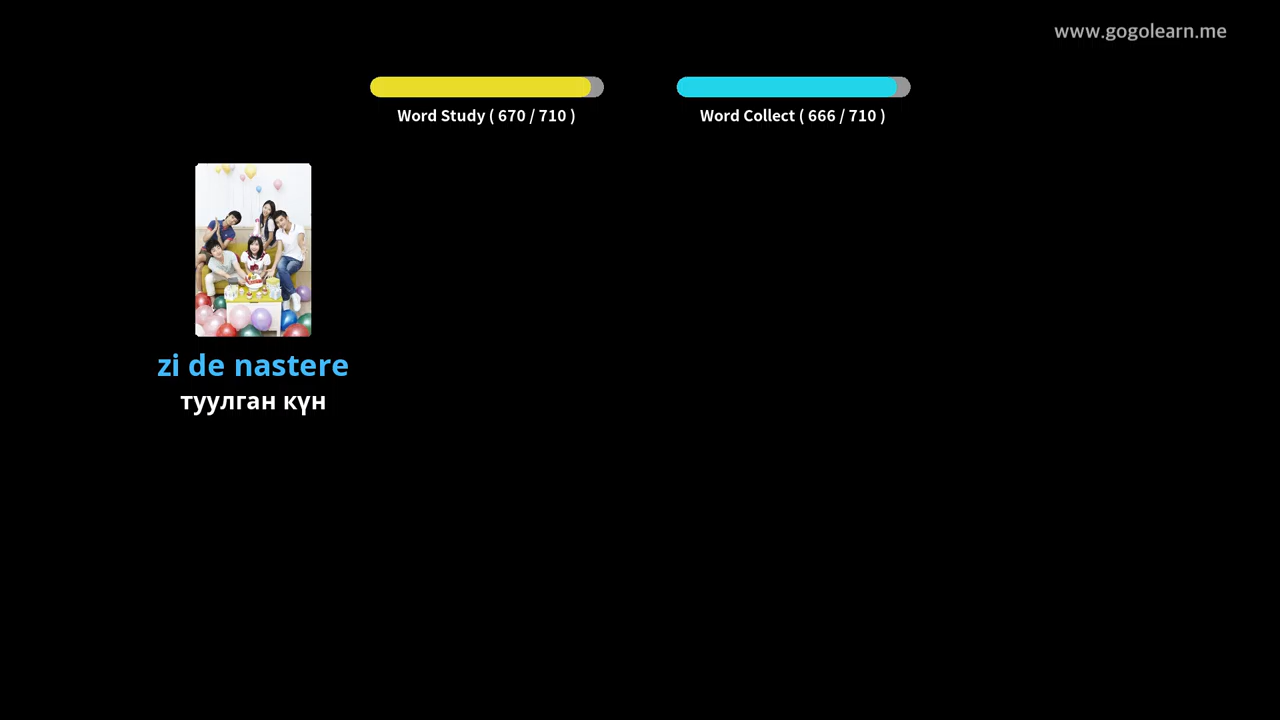 www.gogolearn.me
Word Study ( 670 / 710 )
Word Collect ( 666 / 710 )
zi de nastere
туулган күн